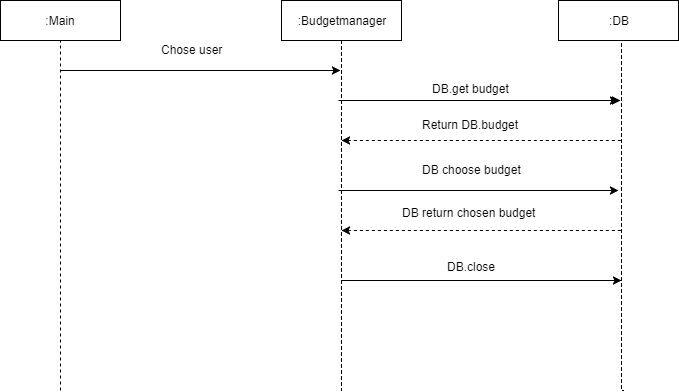 :Main
:Budgetmanager
:DB
Chose user
DB.get budget
Return DB.budget
DB choose budget
DB return chosen budget
DB.close